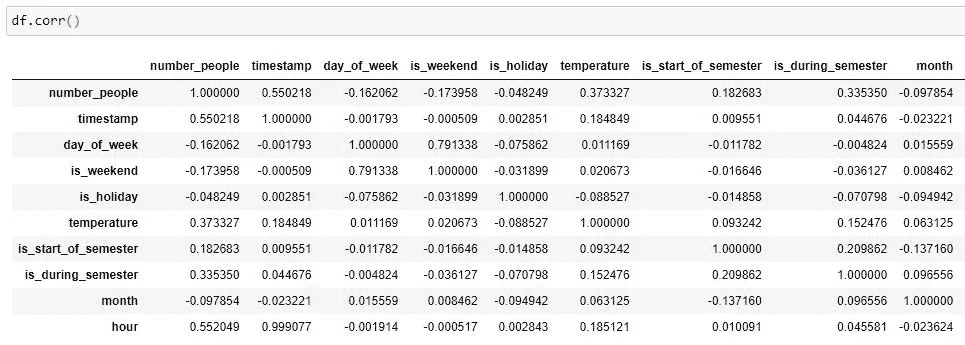 df.corr()
number_people timestamp day_of_week is_weekend is_holiday temperature is_start_of_semester is_during_semester month
number_people 1.000000 0.550218 -0.162062 -0.173958 -0.048249 0.373327 0.182683 0.335350 -0.097854
timestamp 0.550218 1.000000 -0.001793 -0.000509 0.002851 0.184849 0.009551 0.044676 -0.023221
day_of_week -0.162062 -0.001793 1.000000 0.791338 -0.075862 0.011169 -0.011782 -0.004824 0.015559
is_weekend -0.173958 -0.000509 0.791338 1.000000 -0.031899 0.020673 -0.016646 -0.036127 0.008462
is_holiday -0.048249 0.002851 -0.075862 -0.031899 1.000000 -0.088527 -0.014858 -0.070798 -0.094942
temperature 0.373327 0.184849 0.011169 0.020673 -0.088527 1.000000 0.093242 0.152476 0.063125
is_start_of_semester 0.182683 0.009551 -0.011782 -0.016646 -0.014858 0.093242 1.000000 0.209862 -0.137160
is_during_semester 0.335350 0.044676 -0.004824 -0.036127 -0.070798 0.152476 0.209862 1.000000 0.096556
month -0.097854 -0.023221 0.015559 0.008462 -0.094942 0.063125 -0.137160 0.096556 1.000000
hour 0.552049 0.999077 -0.001914 -0.000517 0.002843 0.185121 0.010091 0.045581 -0.023624